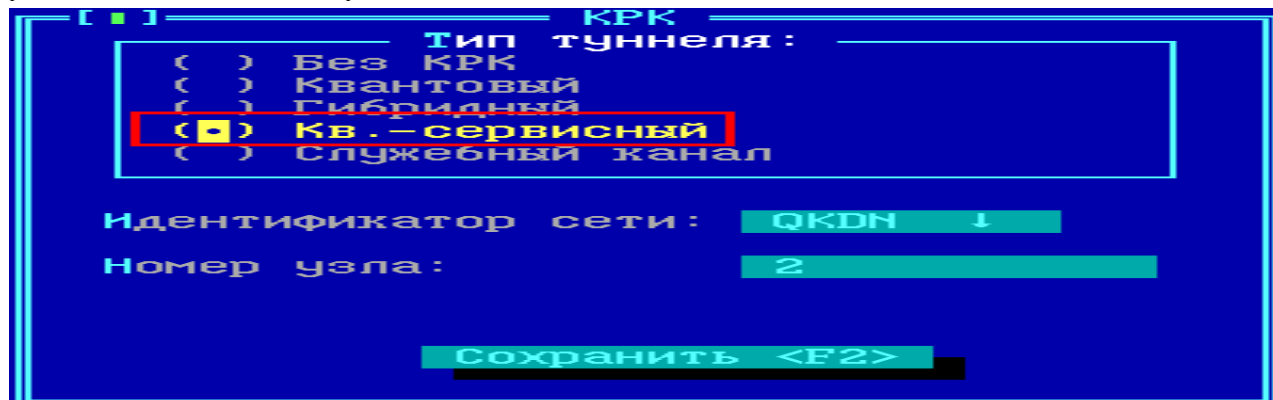 [■] КРК
Тип туннеля:
( ) Без КРК
( ) Квантовый
( ) Гибридный
(•) Кв.-сервисный
( ) Служебный канал
Идентификатор сети: QKDN ↓
Номер узла: 2
Сохранить <F2>